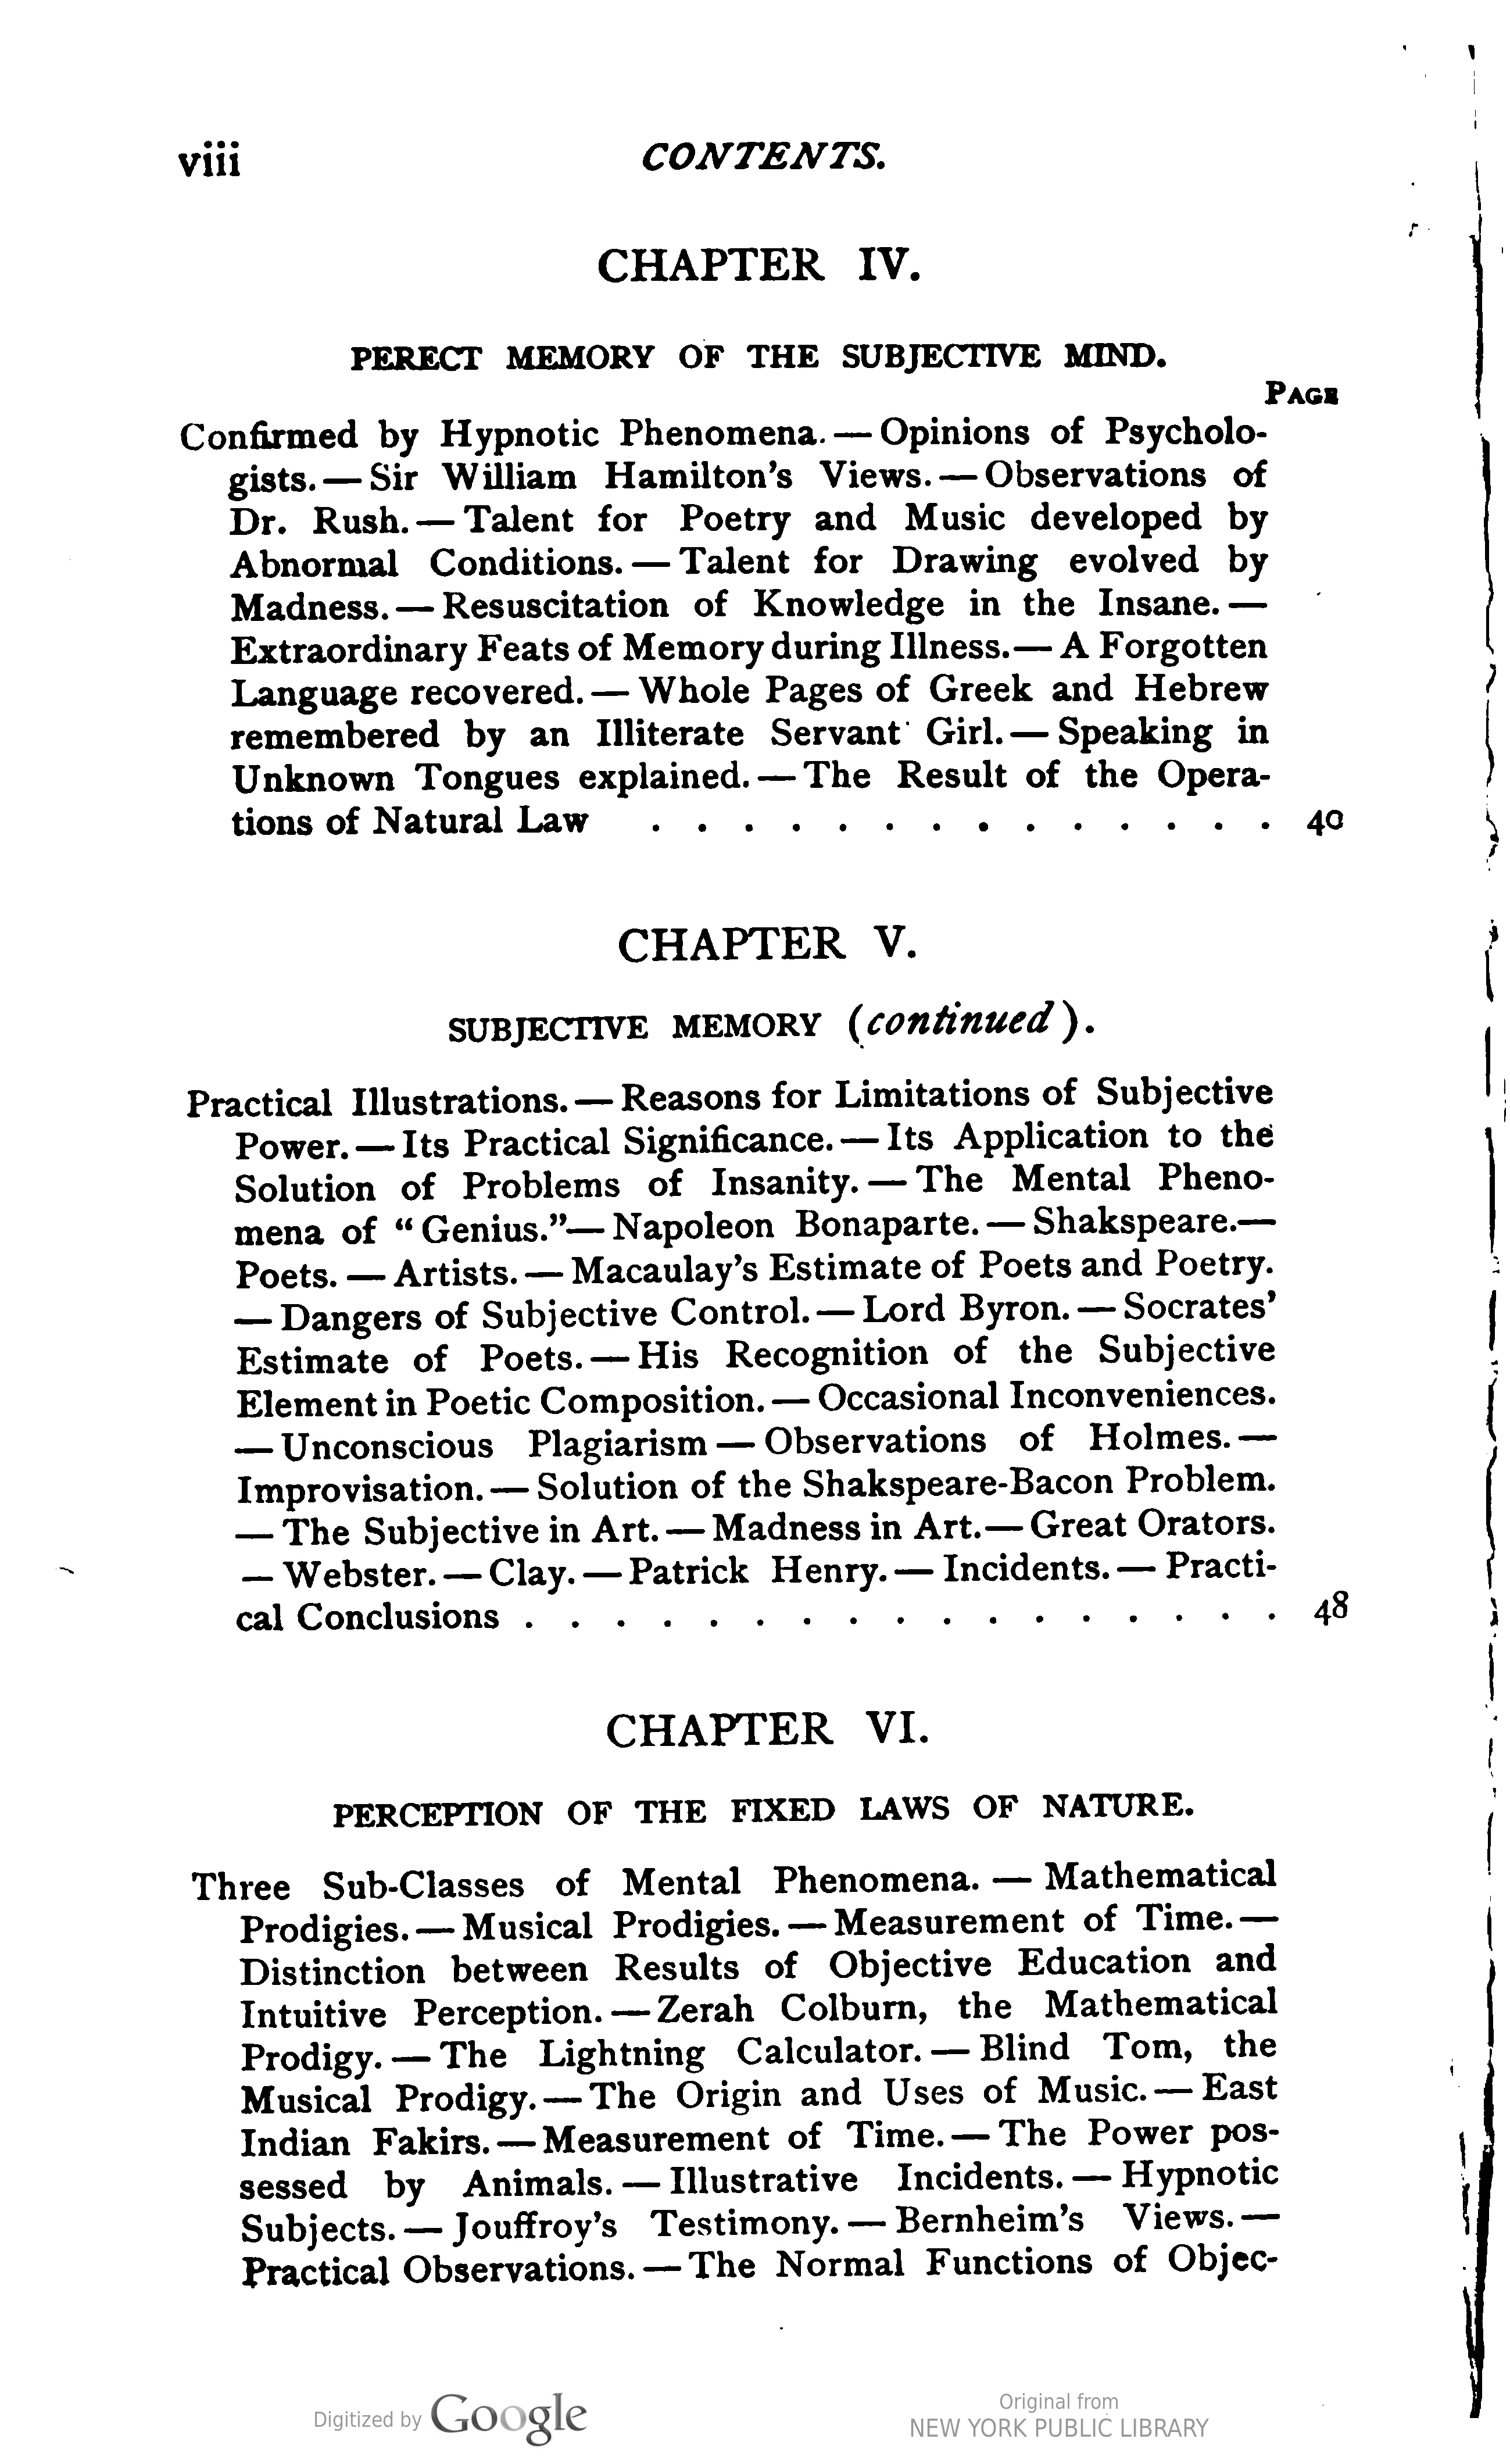 viii
CONTENTS.
CHAPTER IV.
PERECT MEMORY OF THE SUBJECTIVE MIND.
PAGE
Confirmed by Hypnotic Phenomena. — Opinions of Psycholo-
gists. — Sir William Hamilton's Views. — Observations of
Dr. Rush. — Talent for Poetry and Music developed by
Abnormal Conditions. — Talent for Drawing evolved by
Madness. — Resuscitation of Knowledge in the Insane. —
Extraordinary Feats of Memory during Illness. — A Forgotten
Language recovered. — Whole Pages of Greek and Hebrew
remembered by an Illiterate Servant Girl. — Speaking in
Unknown Tongues explained. — The Result of the Opera-
tions of Natural Law . . . . . . . . . . . . . . 40
CHAPTER V.
SUBJECTIVE MEMORY (continued).
Practical Illustrations. — Reasons for Limitations of Subjective
Power. — Its Practical Significance. — Its Application to the
Solution of Problems of Insanity. — The Mental Pheno-
mena of "Genius." — Napoleon Bonaparte. — Shakspeare. —
Poets. — Artists. — Macaulay's Estimate of Poets and Poetry.
— Dangers of Subjective Control. — Lord Byron. — Socrates'
Estimate of Poets. — His Recognition of the Subjective
Element in Poetic Composition. — Occasional Inconveniences.
— Unconscious Plagiarism — Observations of Holmes. —
Improvisation. — Solution of the Shakspeare-Bacon Problem.
— The Subjective in Art. — Madness in Art. — Great Orators.
— Webster. — Clay. — Patrick Henry. — Incidents. — Practi-
cal Conclusions . . . . . . . . . . . . . . . . . 48
CHAPTER VI.
PERCEPTION OF THE FIXED LAWS OF NATURE.
Three Sub-Classes of Mental Phenomena. — Mathematical
Prodigies. — Musical Prodigies. — Measurement of Time. —
Distinction between Results of Objective Education and
Intuitive Perception. — Zerah Colburn, the Mathematical
Prodigy. — The Lightning Calculator. — Blind Tom, the
Musical Prodigy. — The Origin and Uses of Music. — East
Indian Fakirs. — Measurement of Time. — The Power pos-
sessed by Animals. — Illustrative Incidents. — Hypnotic
Subjects. — Jouffroy's Testimony. — Bernheim's Views. —
Practical Observations. — The Normal Functions of Objec-
Digitized by Google
Original from
NEW YORK PUBLIC LIBRARY